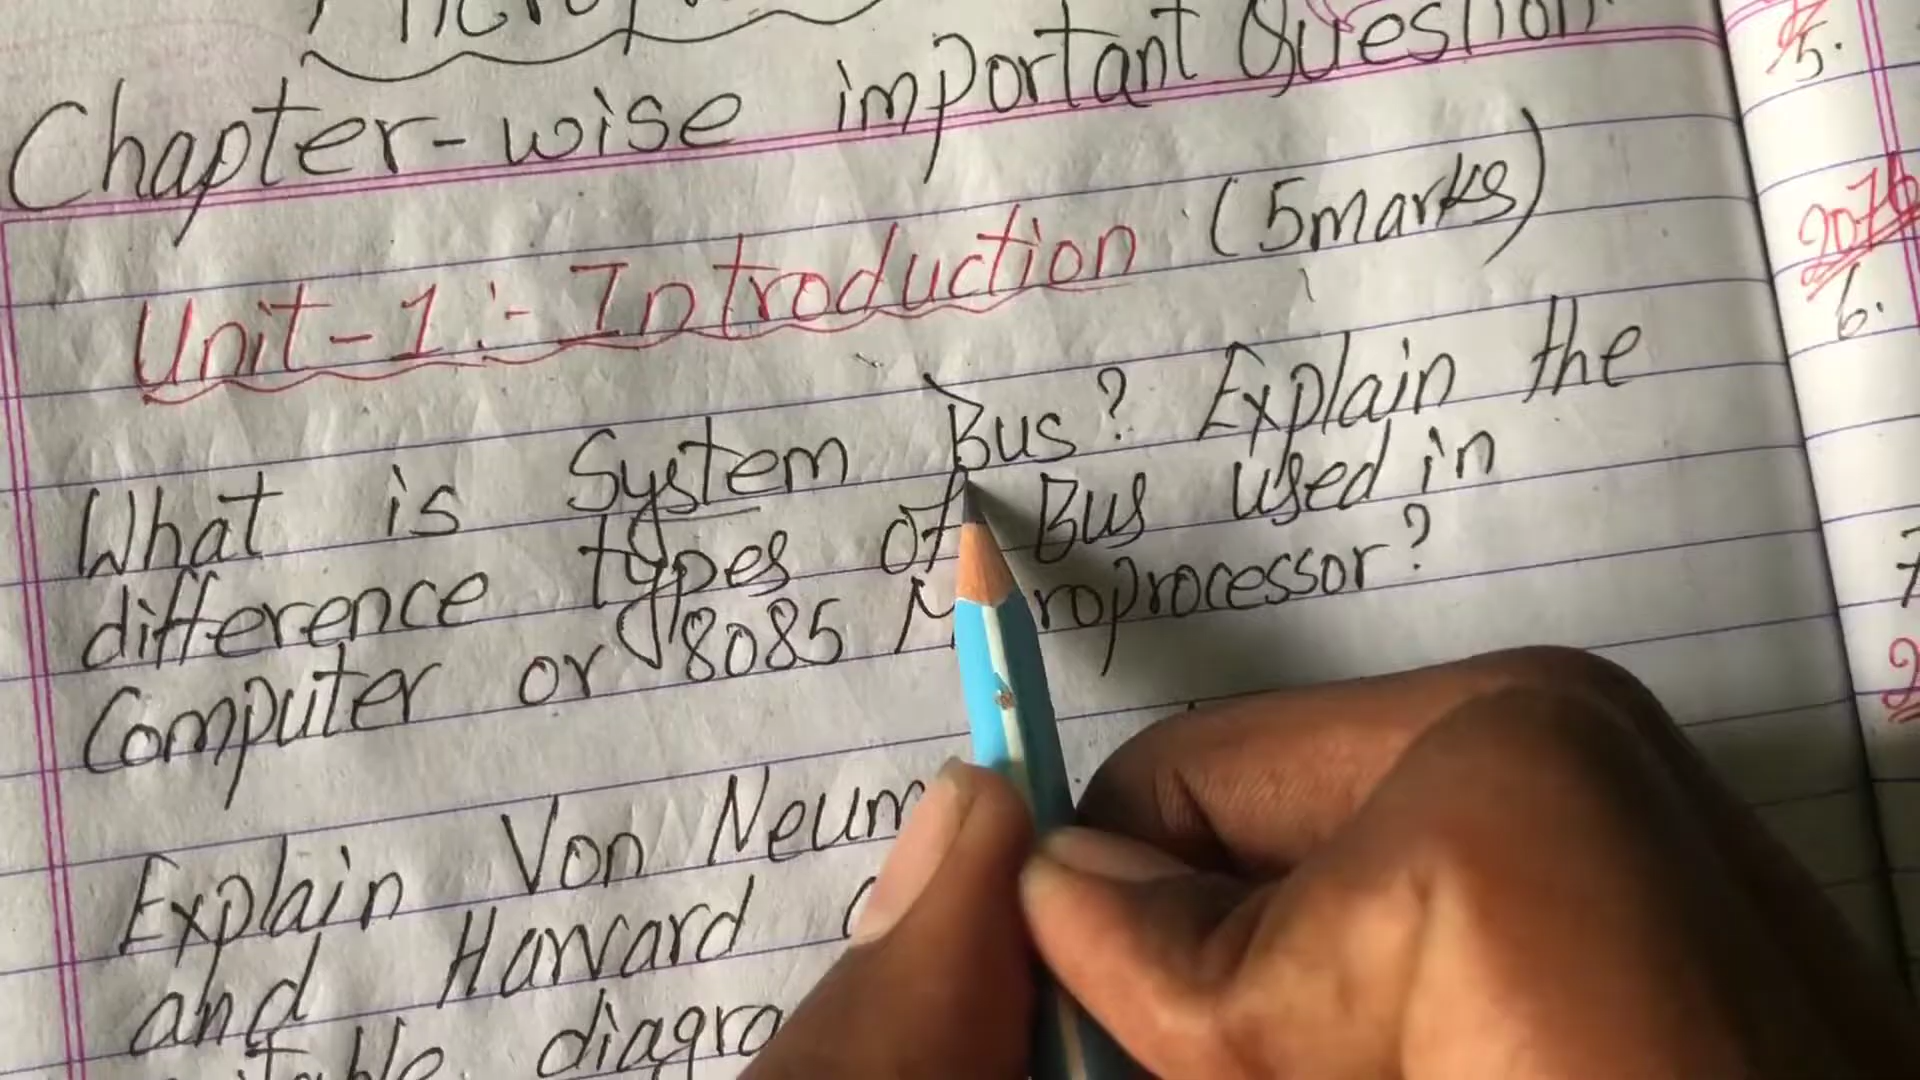 Chapter-wise important Question
Unit-1:- Introduction (5marks)
What is System Bus? Explain the
difference types of Bus used in
Computer or 8085 Microprocessor?
Explain Von
and Harvard
diagra
5.
2076
6.